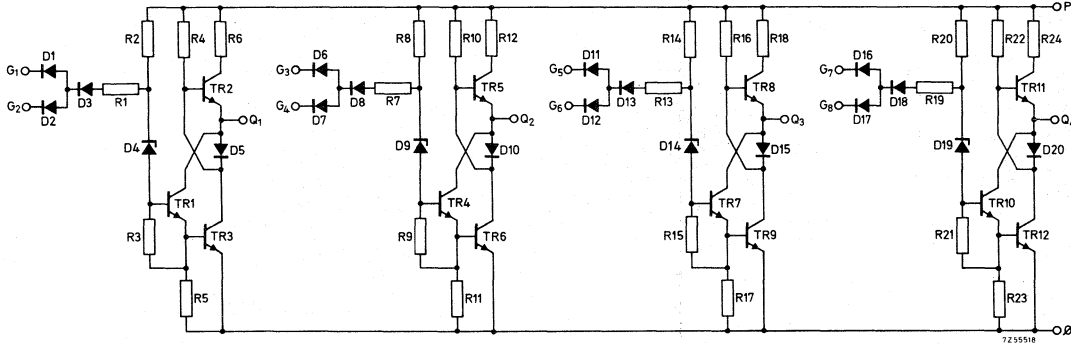 P
R2 R4 R6 R8 R10 R12 R14 R16 R18 R20 R22 R24
D1 D6 D11 D16
G1 G3 G5 G7
TR2 TR5 TR8 TR11
D3 R1 D8 R7 D13 R13 D18 R19
G2 G4 G6 G8
D2 D7 D12 D17
Q1 Q2 Q3 Q
D4 D5 D9 D10 D14 D15 D19 D20
TR1 TR4 TR7 TR10
R3 TR3 R9 TR6 R15 TR9 R21 TR12
R5 R11 R17 R23
Ø
7Z55518